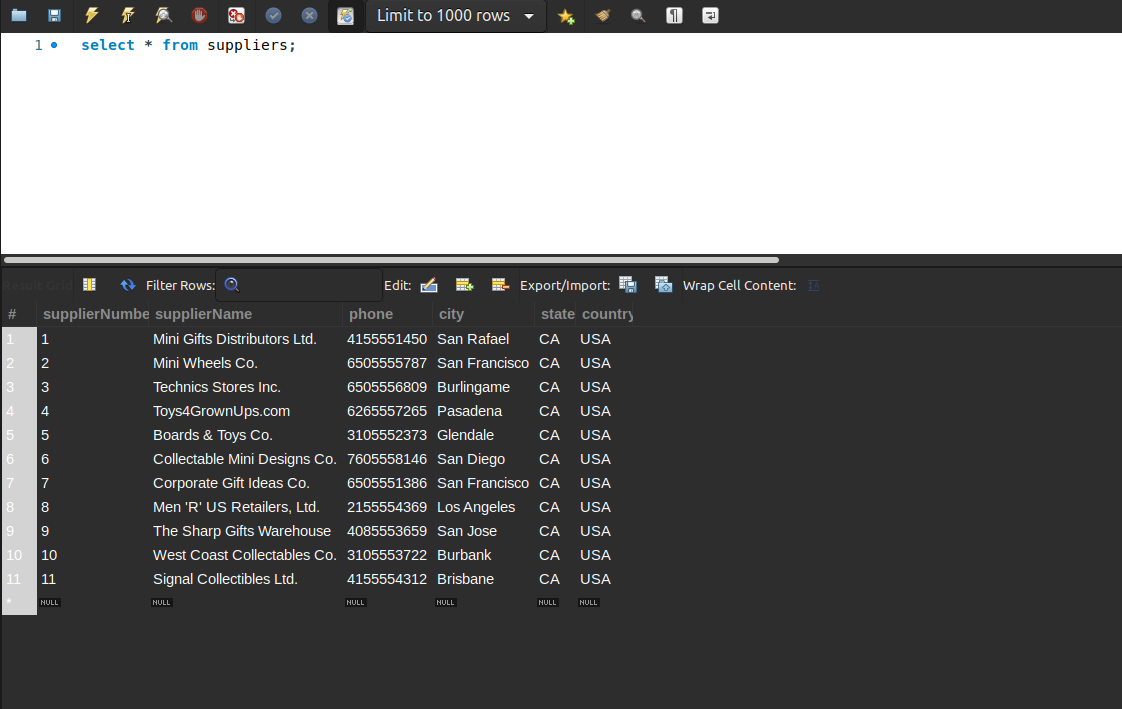 Limit to 1000 rows
1 select * from suppliers;
Result Grid Filter Rows: Edit: Export/Import: Wrap Cell Content:
# supplierNumbe supplierName phone city state country
1 1 Mini Gifts Distributors Ltd. 4155551450 San Rafael CA USA
2 2 Mini Wheels Co. 6505555787 San Francisco CA USA
3 3 Technics Stores Inc. 6505556809 Burlingame CA USA
4 4 Toys4GrownUps.com 6265557265 Pasadena CA USA
5 5 Boards & Toys Co. 3105552373 Glendale CA USA
6 6 Collectable Mini Designs Co. 7605558146 San Diego CA USA
7 7 Corporate Gift Ideas Co. 6505551386 San Francisco CA USA
8 8 Men 'R' US Retailers, Ltd. 2155554369 Los Angeles CA USA
9 9 The Sharp Gifts Warehouse 4085553659 San Jose CA USA
10 10 West Coast Collectables Co. 3105553722 Burbank CA USA
11 11 Signal Collectibles Ltd. 4155554312 Brisbane CA USA
* NULL NULL NULL NULL NULL NULL